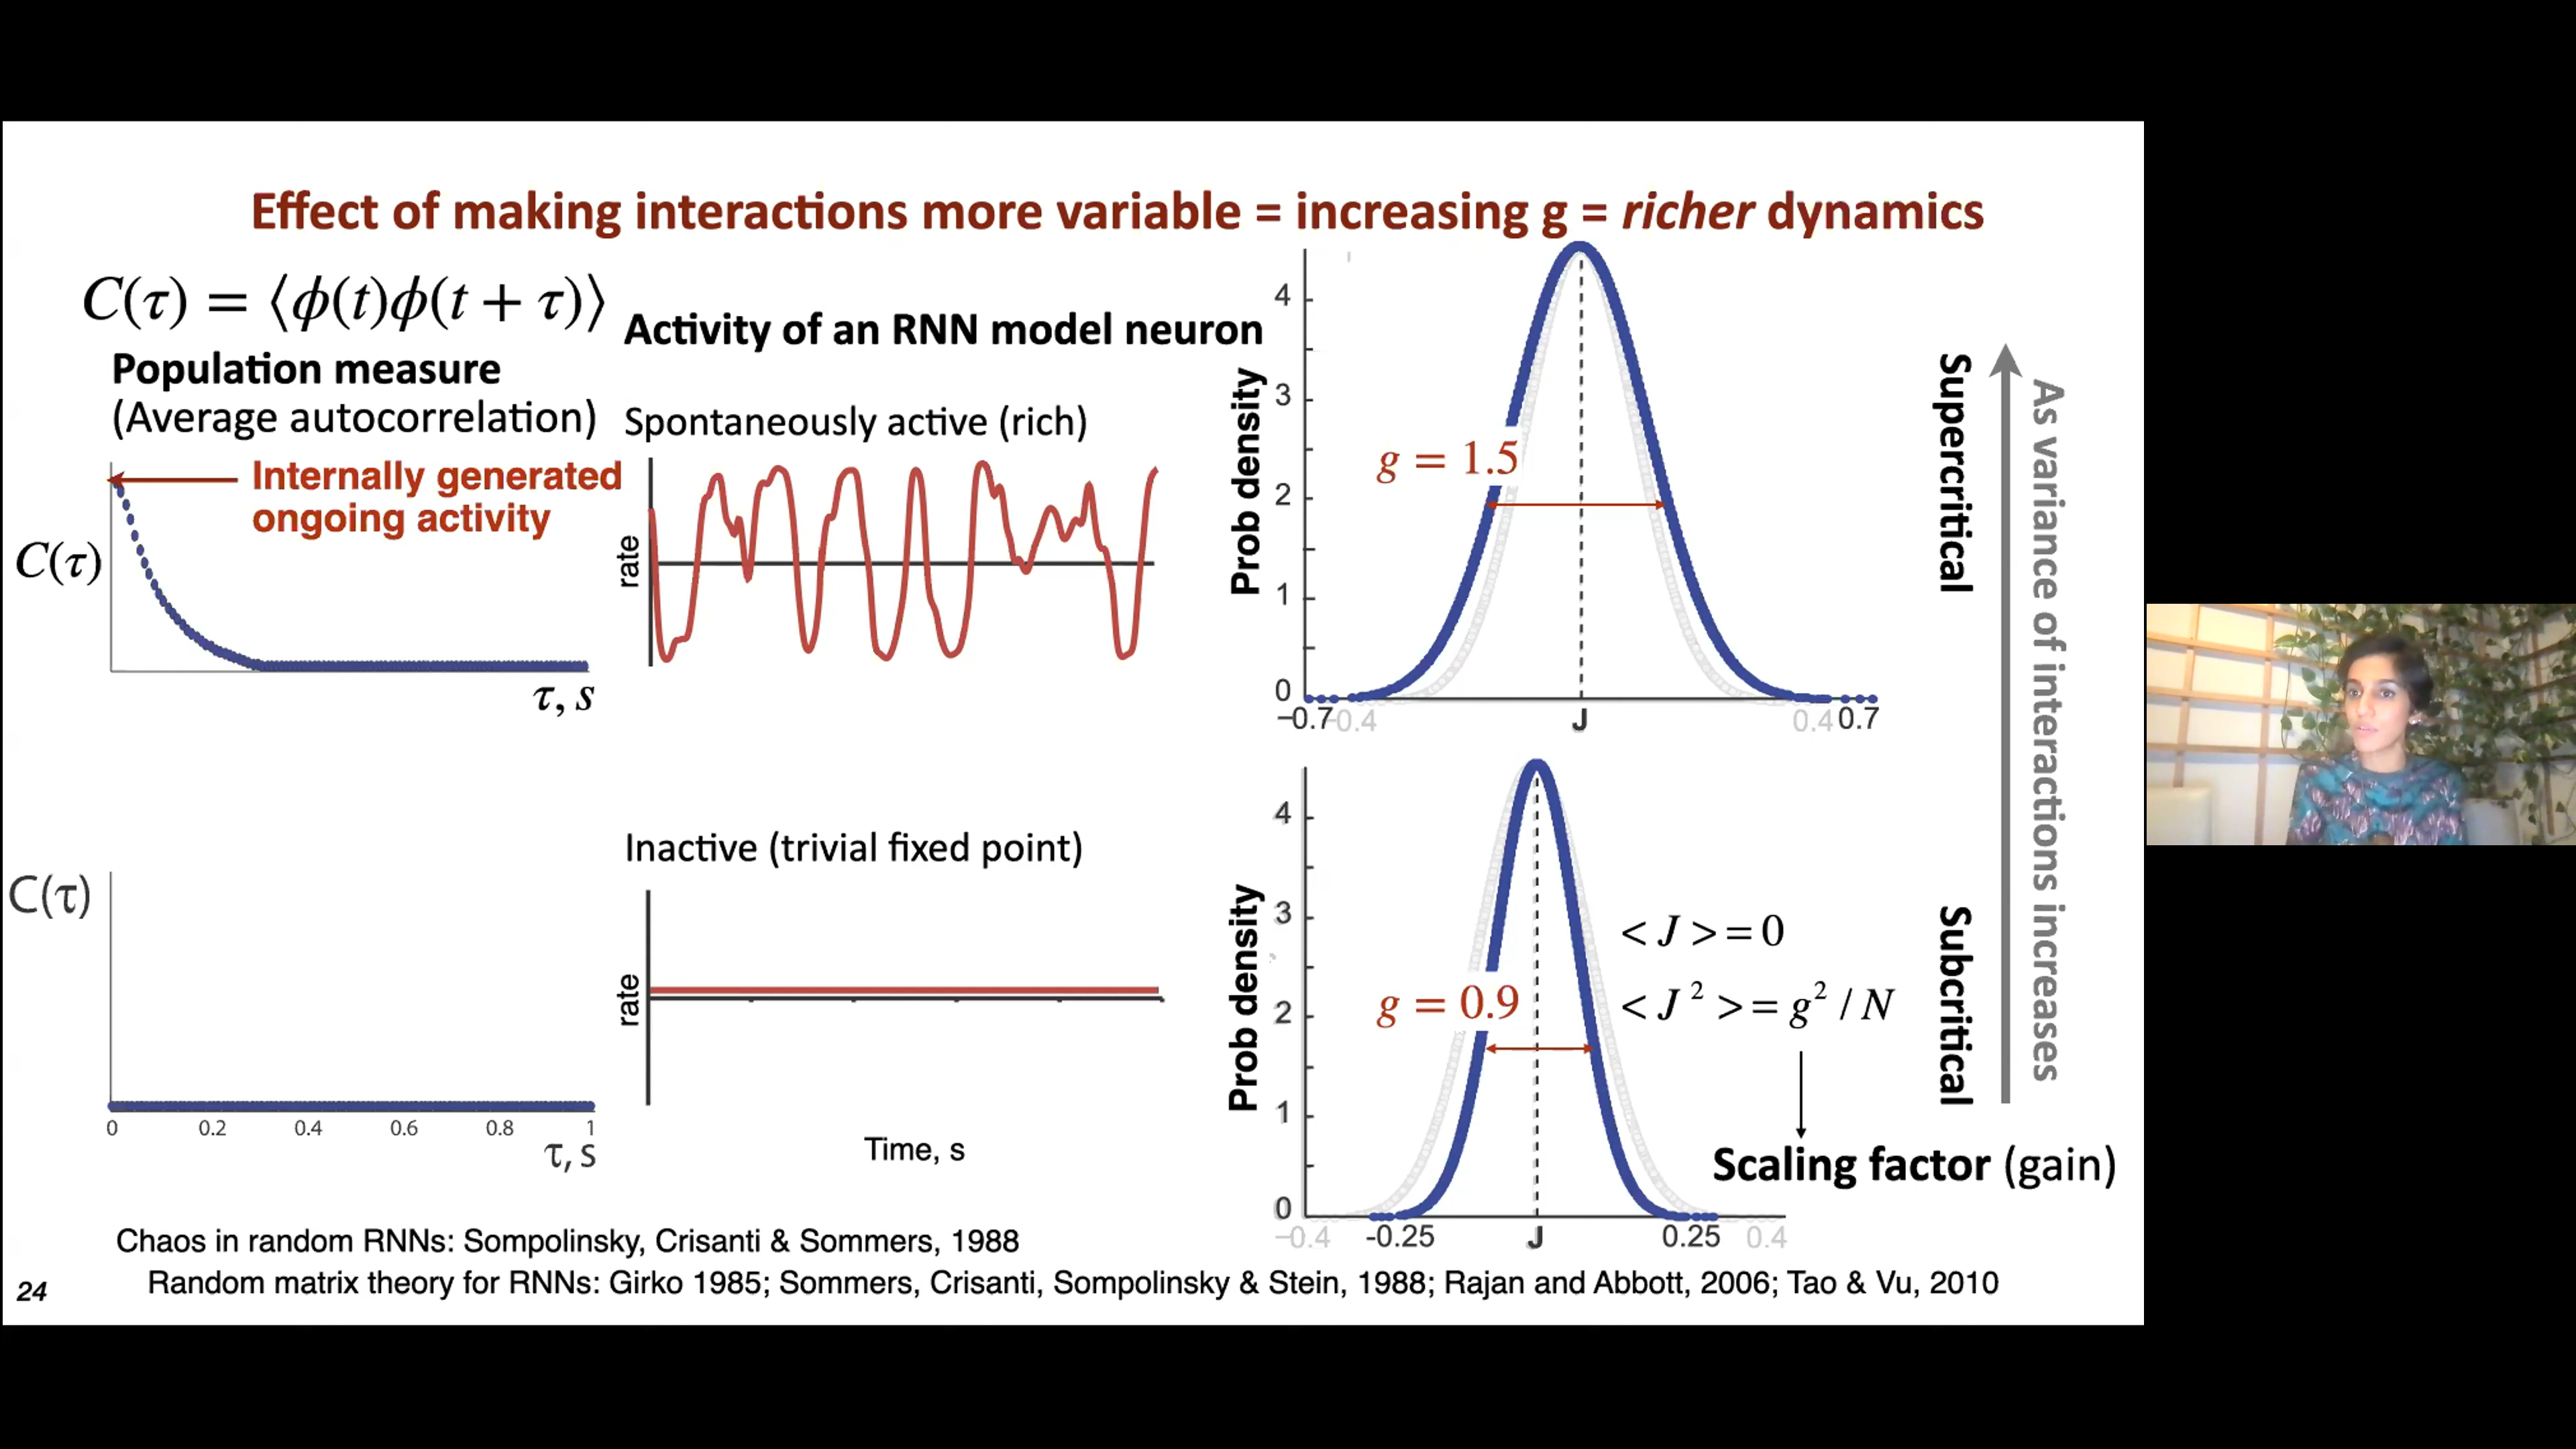 Effect of making interactions more variable = increasing g = richer dynamics
C(τ) = ⟨ϕ(t)ϕ(t + τ)⟩
Population measure
(Average autocorrelation)
Internally generated
ongoing activity
C(τ)
τ, s
Activity of an RNN model neuron
Spontaneously active (rich)
rate
Prob density
4
3
2
1
0
g = 1.5
−0.7
−0.4
J
0.4
0.7
Supercritical
As variance of interactions increases
Subcritical
C(τ)
0
0.2
0.4
0.6
0.8
1
τ, s
Inactive (trivial fixed point)
rate
Time, s
Prob density
4
3
2
1
0
g = 0.9
< J > = 0
< J² > = g² / N
Scaling factor (gain)
−0.4
-0.25
J
0.25
0.4
Chaos in random RNNs: Sompolinsky, Crisanti & Sommers, 1988
Random matrix theory for RNNs: Girko 1985; Sommers, Crisanti, Sompolinsky & Stein, 1988; Rajan and Abbott, 2006; Tao & Vu, 2010
24